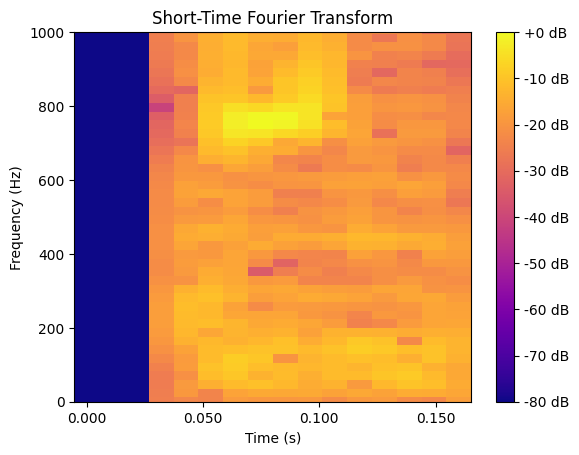 Short-Time Fourier Transform
1000
800
600
400
200
0
Frequency (Hz)
0.000
0.050
0.100
0.150
Time (s)
+0 dB
-10 dB
-20 dB
-30 dB
-40 dB
-50 dB
-60 dB
-70 dB
-80 dB